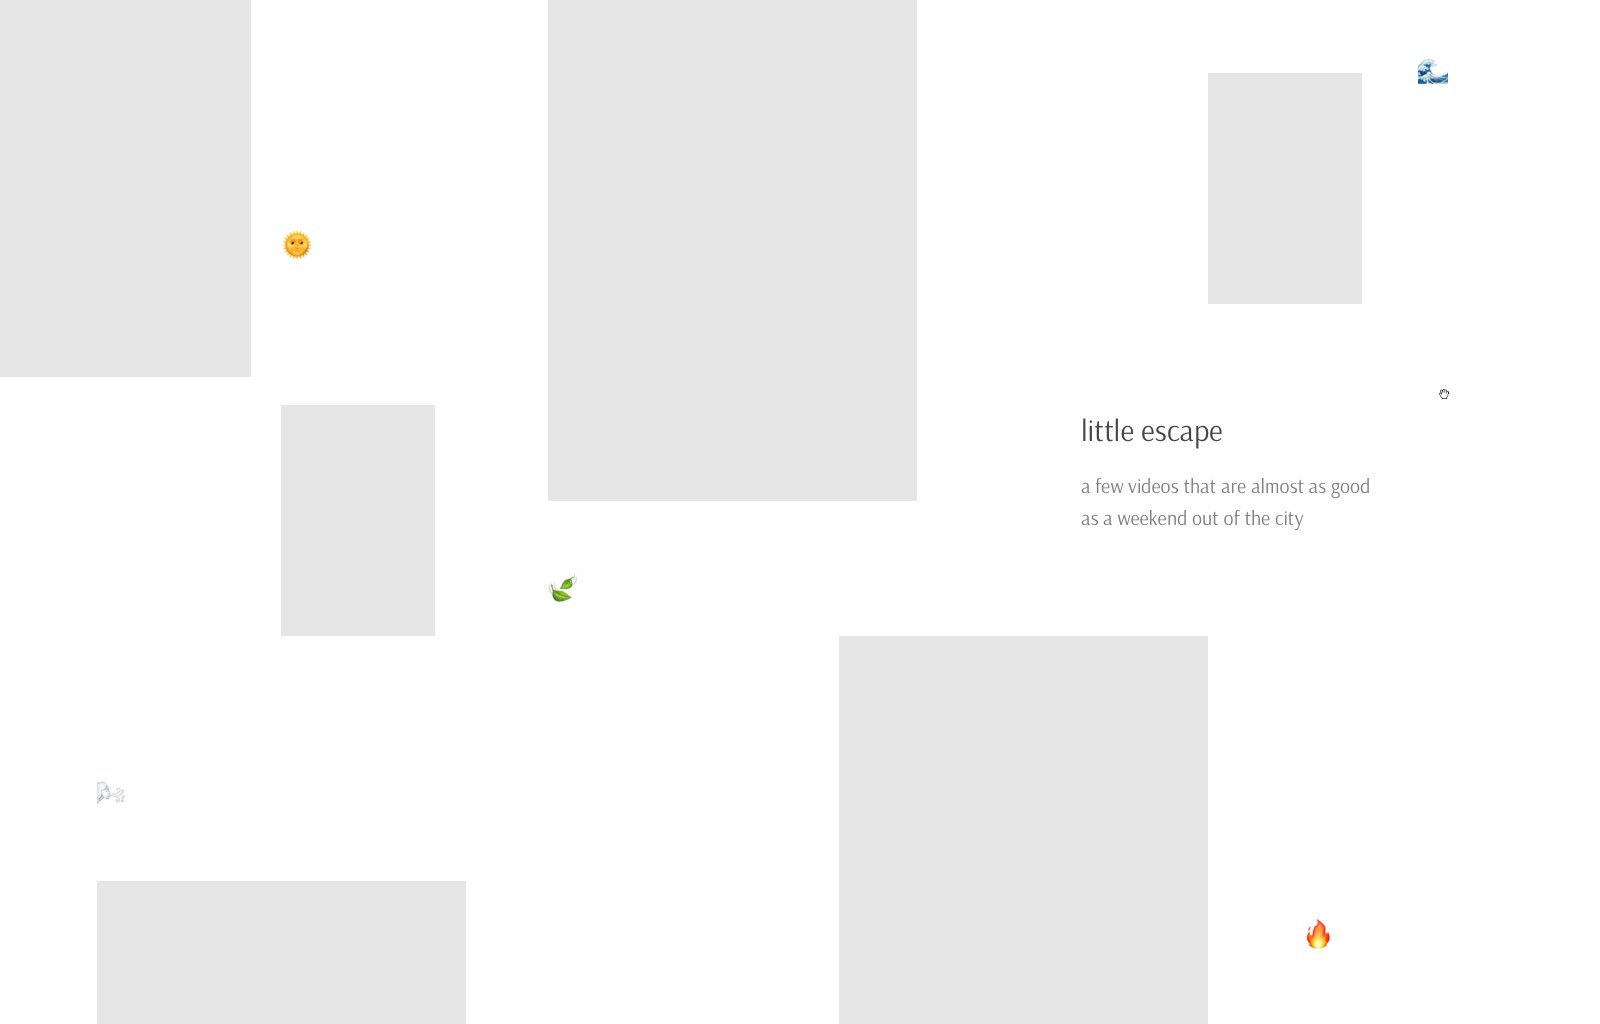 little escape
a few videos that are almost as good
as a weekend out of the city